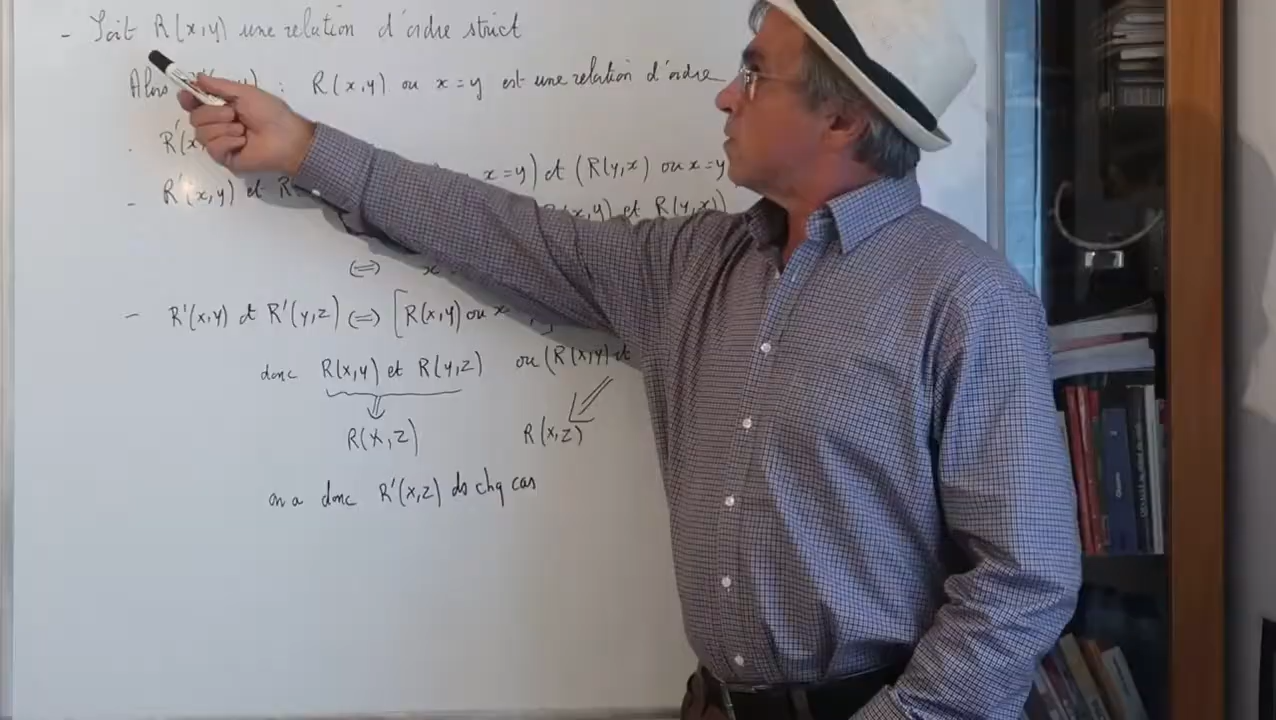 - Soit R(x,y) une relation d'ordre strict
Alors y) : R(x,y) ou x=y est une relation d'ordre
. R'(x
x=y) et (R(y,x) ou x=y
- R'(x,y) et R
R(x,y) et R(y,x))
(=)
- R'(x,y) et R'(y,z) (=) [R(x,y) ou x
donc R(x,y) et R(y,z) ou (R(x,y) et
R(x,z) R(x,z)
on a donc R'(x,z) ds chq cas